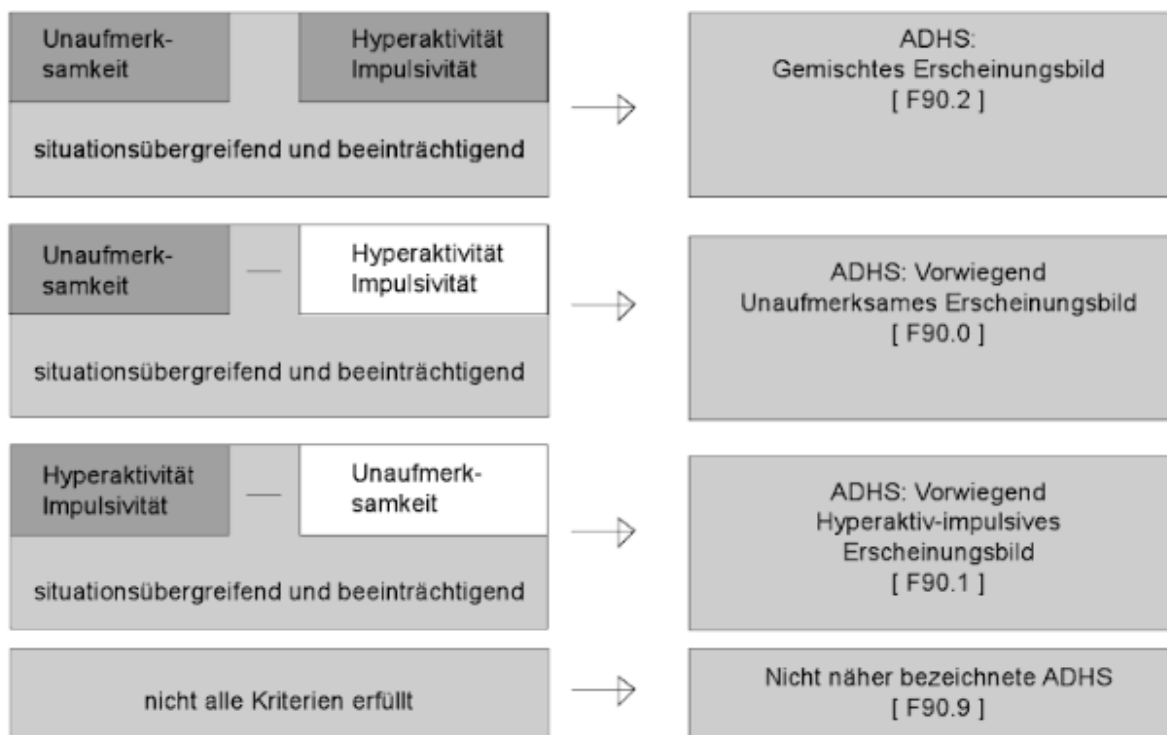 Unaufmerk-
samkeit
Hyperaktivität
Impulsivität
situationsübergreifend und beeinträchtigend
ADHS:
Gemischtes Erscheinungsbild
[ F90.2 ]
Unaufmerk-
samkeit
Hyperaktivität
Impulsivität
situationsübergreifend und beeinträchtigend
ADHS: Vorwiegend
Unaufmerksames Erscheinungsbild
[ F90.0 ]
Hyperaktivität
Impulsivität
Unaufmerk-
samkeit
situationsübergreifend und beeinträchtigend
ADHS: Vorwiegend
Hyperaktiv-impulsives
Erscheinungsbild
[ F90.1 ]
nicht alle Kriterien erfüllt
Nicht näher bezeichnete ADHS
[ F90.9 ]